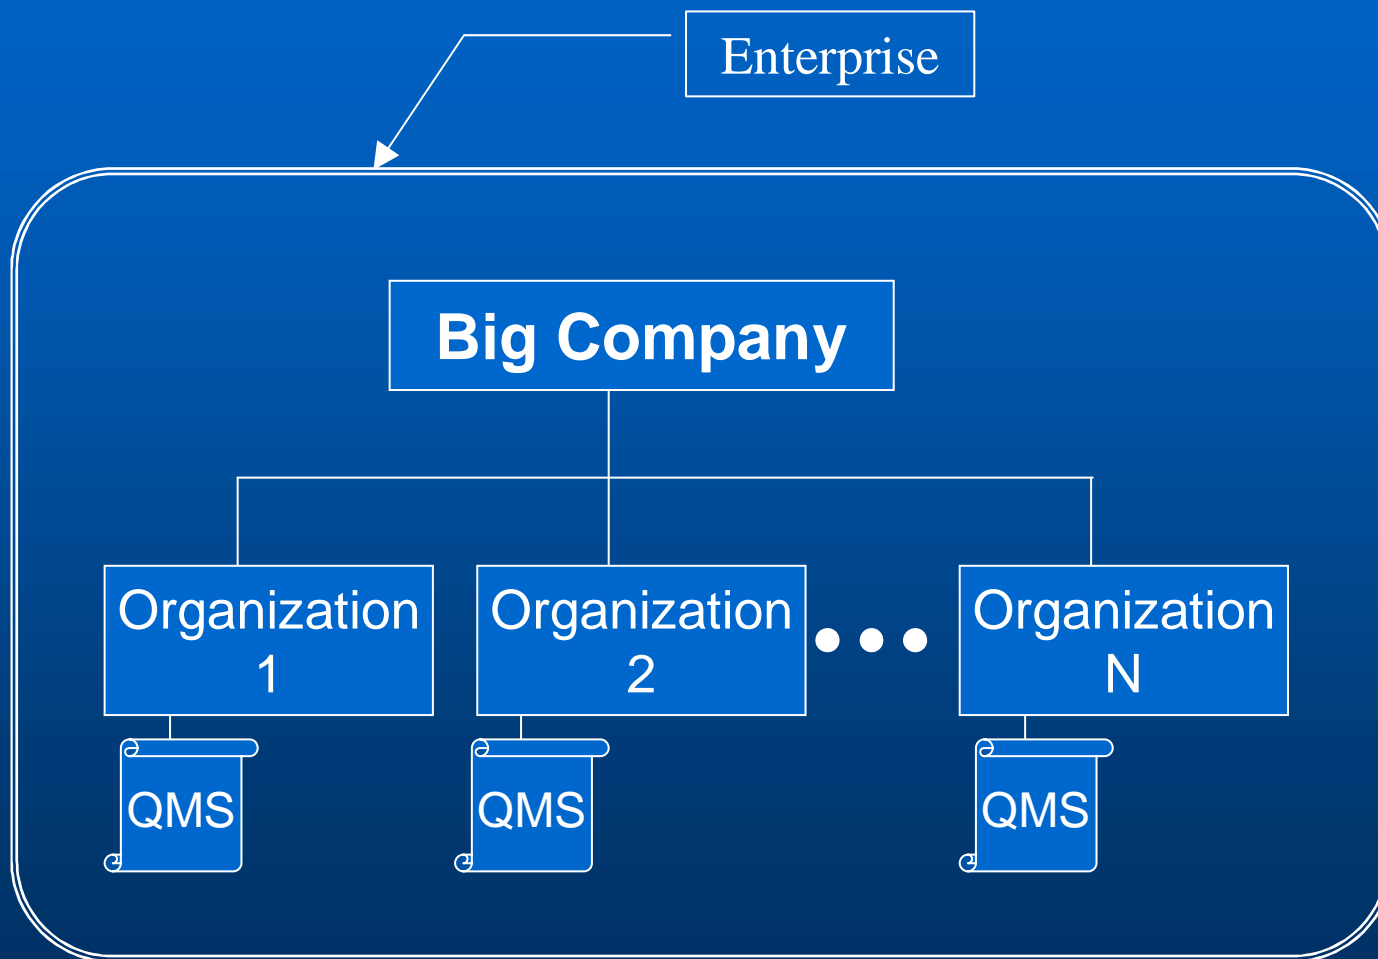 Enterprise
Big Company
Organization
1
Organization
2
Organization
N
QMS
QMS
QMS